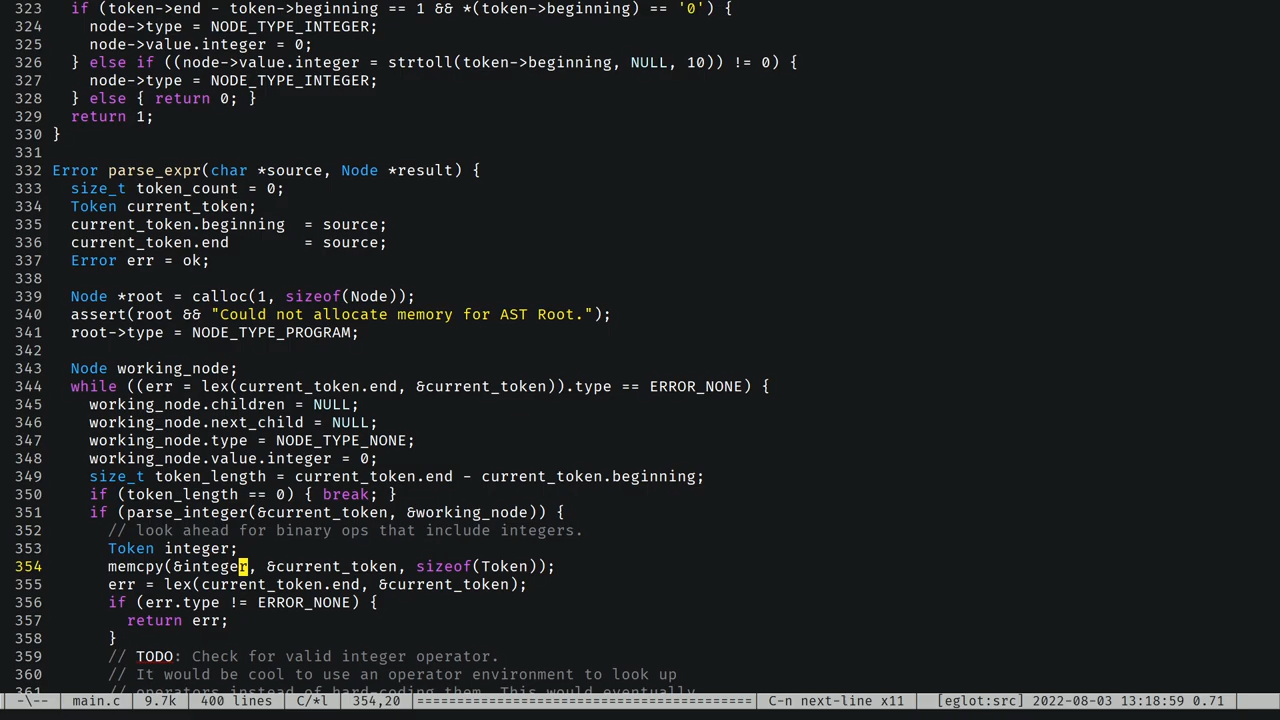 323   if (token->end - token->beginning == 1 && *(token->beginning) == '0') {
324     node->type = NODE_TYPE_INTEGER;
325     node->value.integer = 0;
326   } else if ((node->value.integer = strtoll(token->beginning, NULL, 10)) != 0) {
327     node->type = NODE_TYPE_INTEGER;
328   } else { return 0; }
329   return 1;
330 }
331
332 Error parse_expr(char *source, Node *result) {
333   size_t token_count = 0;
334   Token current_token;
335   current_token.beginning  = source;
336   current_token.end        = source;
337   Error err = ok;
338
339   Node *root = calloc(1, sizeof(Node));
340   assert(root && "Could not allocate memory for AST Root.");
341   root->type = NODE_TYPE_PROGRAM;
342
343   Node working_node;
344   while ((err = lex(current_token.end, &current_token)).type == ERROR_NONE) {
345     working_node.children = NULL;
346     working_node.next_child = NULL;
347     working_node.type = NODE_TYPE_NONE;
348     working_node.value.integer = 0;
349     size_t token_length = current_token.end - current_token.beginning;
350     if (token_length == 0) { break; }
351     if (parse_integer(&current_token, &working_node)) {
352       // look ahead for binary ops that include integers.
353       Token integer;
354       memcpy(&integer, &current_token, sizeof(Token));
355       err = lex(current_token.end, &current_token);
356       if (err.type != ERROR_NONE) {
357         return err;
358       }
359       // TODO: Check for valid integer operator.
360       // It would be cool to use an operator environment to look up
361       // operators instead of hard-coding them. This would eventually
-\-- main.c 9.7k 400 lines C/*l 354,20 ============================== C-n next-line x11 [eglot:src] 2022-08-03 13:18:59 0.71